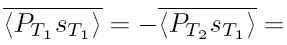 $\overline{\langle P_{T_1} s_{T_1} \rangle} = -\overline{\langle P_{T_2} s_{T_1} \rangle} =$